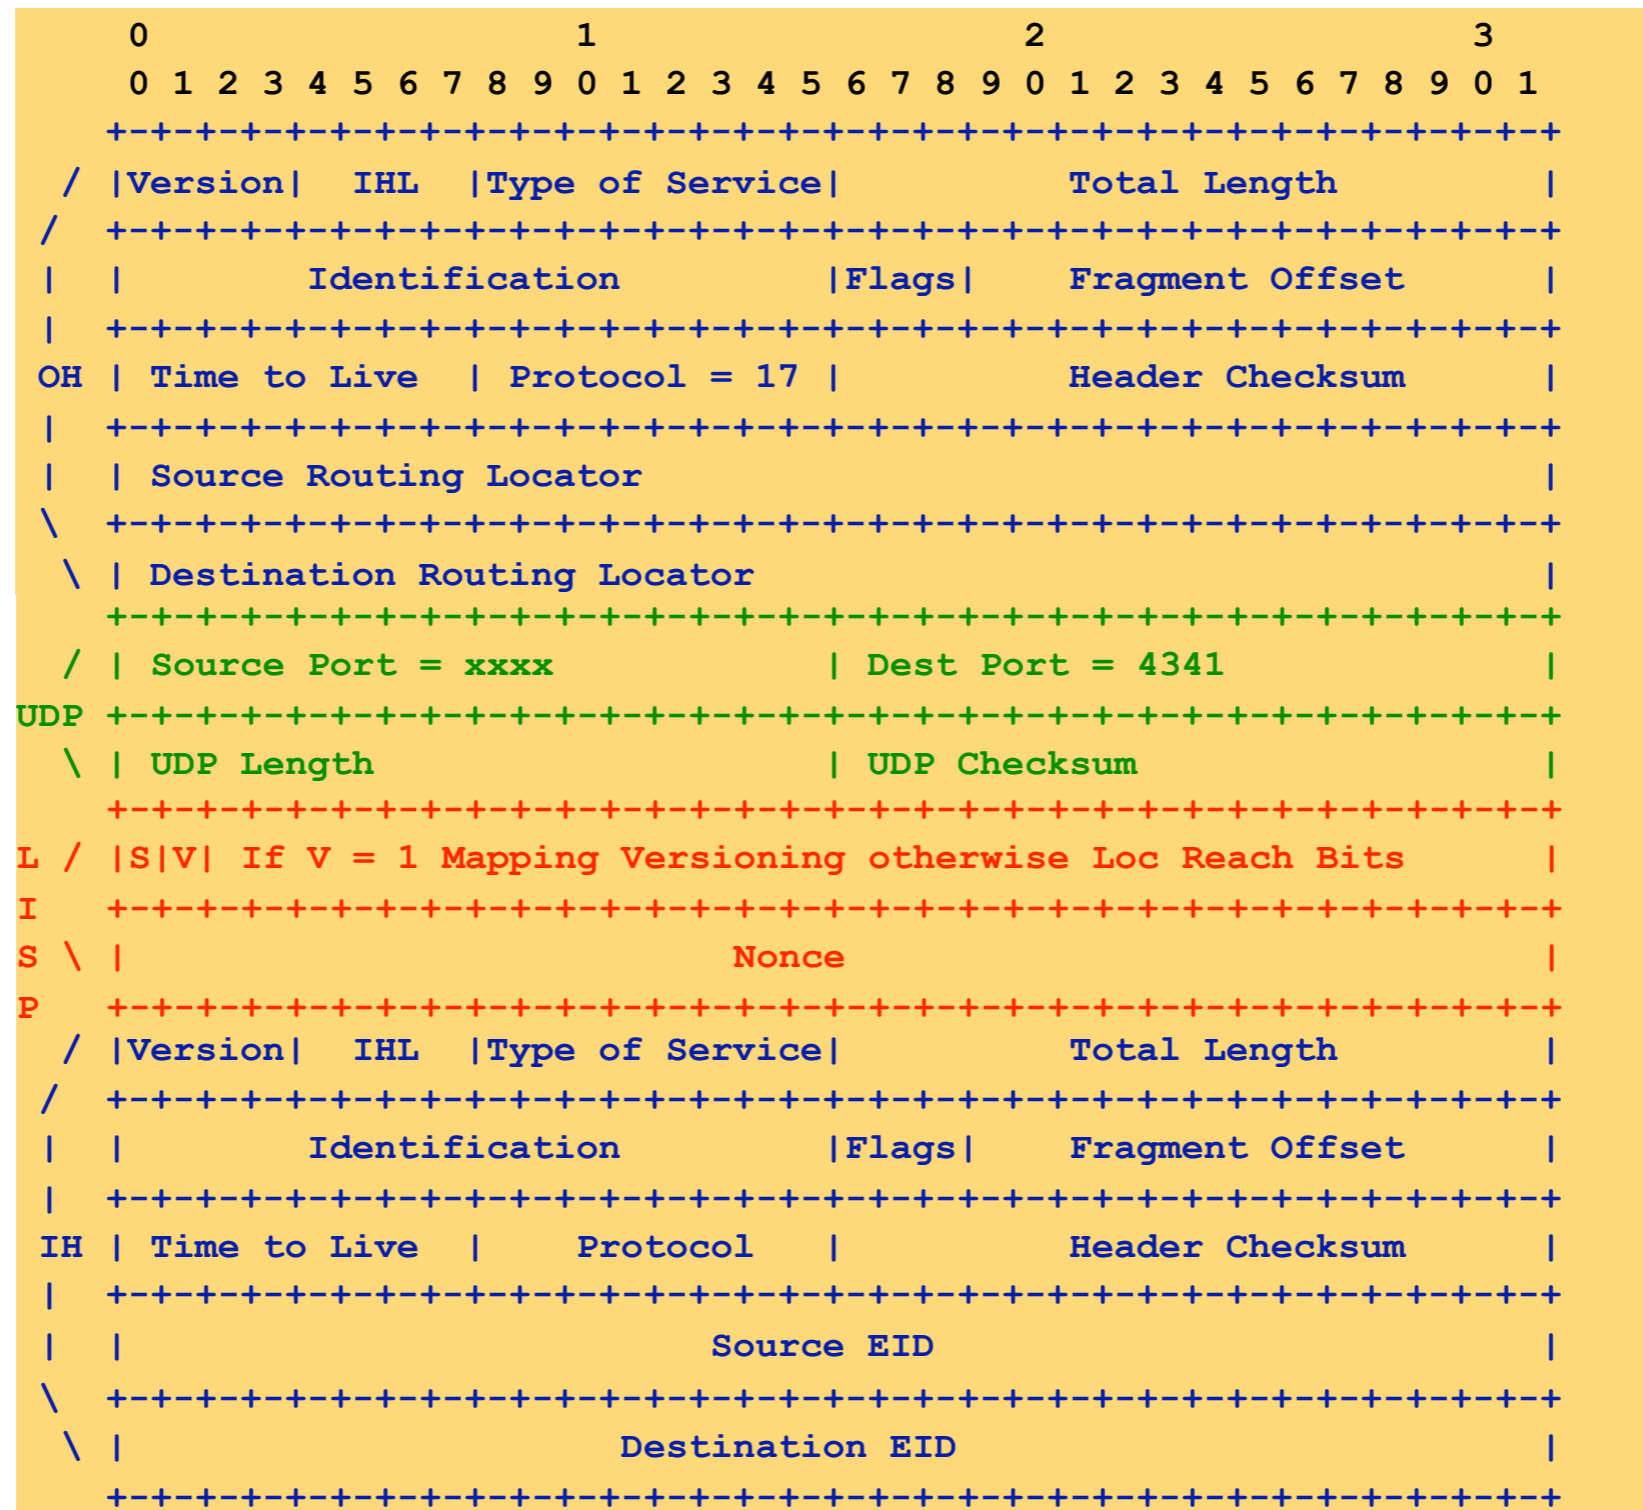 0                   1                   2                   3
 0 1 2 3 4 5 6 7 8 9 0 1 2 3 4 5 6 7 8 9 0 1 2 3 4 5 6 7 8 9 0 1
    +-+-+-+-+-+-+-+-+-+-+-+-+-+-+-+-+-+-+-+-+-+-+-+-+-+-+-+-+-+-+-+-+
  / |Version|  IHL  |Type of Service|          Total Length         |
 /  +-+-+-+-+-+-+-+-+-+-+-+-+-+-+-+-+-+-+-+-+-+-+-+-+-+-+-+-+-+-+-+-+
 |  |        Identification         |Flags|    Fragment Offset      |
 |  +-+-+-+-+-+-+-+-+-+-+-+-+-+-+-+-+-+-+-+-+-+-+-+-+-+-+-+-+-+-+-+-+
 OH | Time to Live  | Protocol = 17 |          Header Checksum      |
 |  +-+-+-+-+-+-+-+-+-+-+-+-+-+-+-+-+-+-+-+-+-+-+-+-+-+-+-+-+-+-+-+-+
 |  | Source Routing Locator                                        |
 \  +-+-+-+-+-+-+-+-+-+-+-+-+-+-+-+-+-+-+-+-+-+-+-+-+-+-+-+-+-+-+-+-+
  \ | Destination Routing Locator                                   |
    +-+-+-+-+-+-+-+-+-+-+-+-+-+-+-+-+-+-+-+-+-+-+-+-+-+-+-+-+-+-+-+-+
  / | Source Port = xxxx            | Dest Port = 4341              |
UDP +-+-+-+-+-+-+-+-+-+-+-+-+-+-+-+-+-+-+-+-+-+-+-+-+-+-+-+-+-+-+-+-+
  \ | UDP Length                    | UDP Checksum                  |
    +-+-+-+-+-+-+-+-+-+-+-+-+-+-+-+-+-+-+-+-+-+-+-+-+-+-+-+-+-+-+-+-+
L / |S|V| If V = 1 Mapping Versioning otherwise Loc Reach Bits      |
I   +-+-+-+-+-+-+-+-+-+-+-+-+-+-+-+-+-+-+-+-+-+-+-+-+-+-+-+-+-+-+-+-+
S \ |                           Nonce                               |
P   +-+-+-+-+-+-+-+-+-+-+-+-+-+-+-+-+-+-+-+-+-+-+-+-+-+-+-+-+-+-+-+-+
  / |Version|  IHL  |Type of Service|          Total Length         |
 /  +-+-+-+-+-+-+-+-+-+-+-+-+-+-+-+-+-+-+-+-+-+-+-+-+-+-+-+-+-+-+-+-+
 |  |        Identification         |Flags|    Fragment Offset      |
 |  +-+-+-+-+-+-+-+-+-+-+-+-+-+-+-+-+-+-+-+-+-+-+-+-+-+-+-+-+-+-+-+-+
 IH | Time to Live  |    Protocol   |          Header Checksum      |
 |  +-+-+-+-+-+-+-+-+-+-+-+-+-+-+-+-+-+-+-+-+-+-+-+-+-+-+-+-+-+-+-+-+
 |  |                          Source EID                           |
 \  +-+-+-+-+-+-+-+-+-+-+-+-+-+-+-+-+-+-+-+-+-+-+-+-+-+-+-+-+-+-+-+-+
  \ |                      Destination EID                          |
    +-+-+-+-+-+-+-+-+-+-+-+-+-+-+-+-+-+-+-+-+-+-+-+-+-+-+-+-+-+-+-+-+